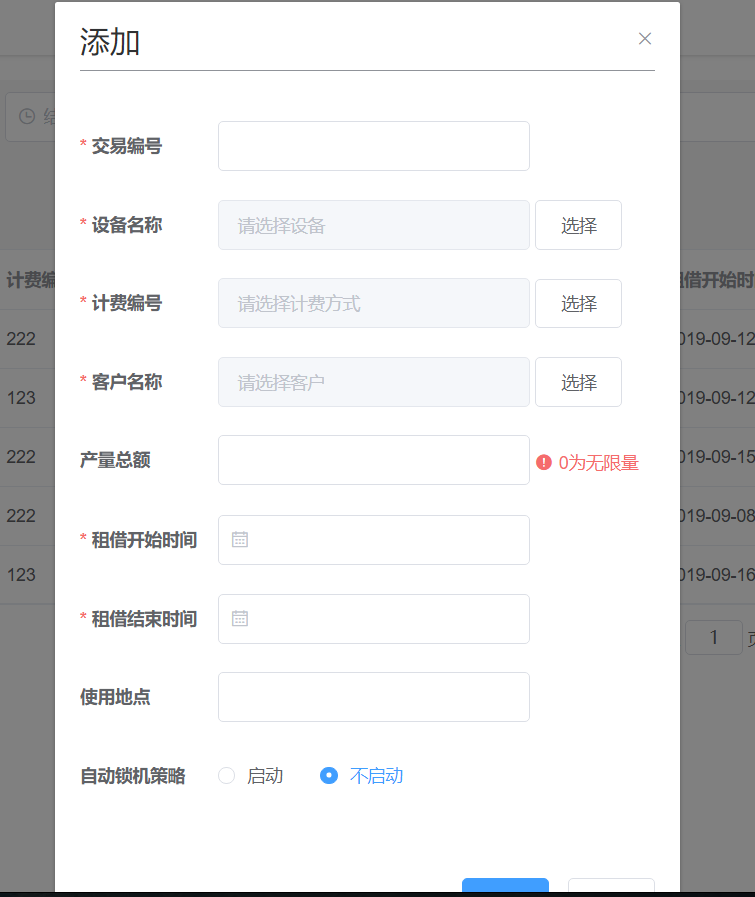 添加
* 交易编号
* 设备名称 请选择设备 选择
* 计费编号 请选择计费方式 选择
* 客户名称 请选择客户 选择
产量总额 0为无限量
* 租借开始时间
* 租借结束时间
使用地点
自动锁机策略 启动 不启动
结
计费编
借开始时
222
019-09-12
123
019-09-12
222
019-09-15
222
019-09-08
123
019-09-16
1